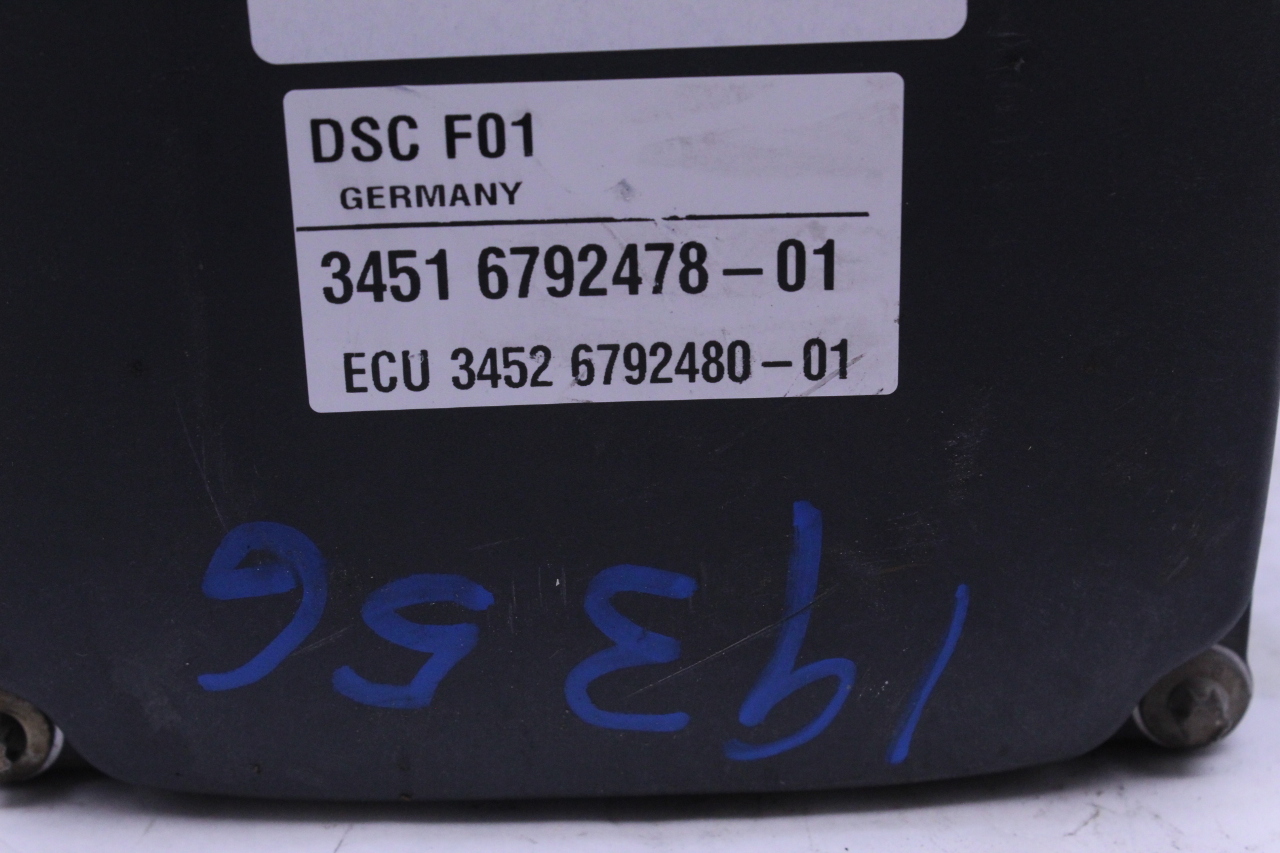 DSC F01
GERMANY
3451 6792478-01
ECU 3452 6792480-01
19356